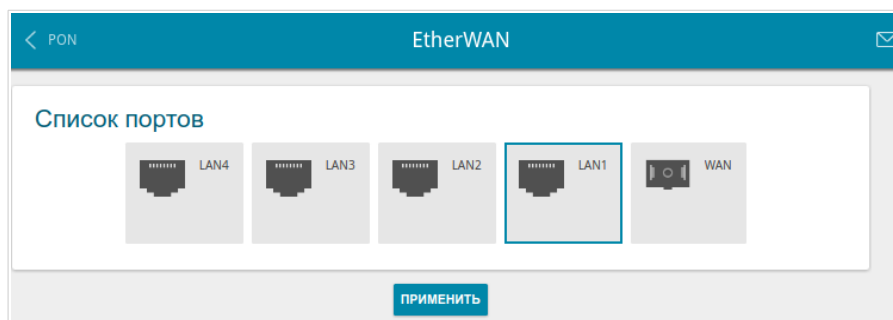 PON
EtherWAN
Список портов
LAN4
LAN3
LAN2
LAN1
WAN
ПРИМЕНИТЬ